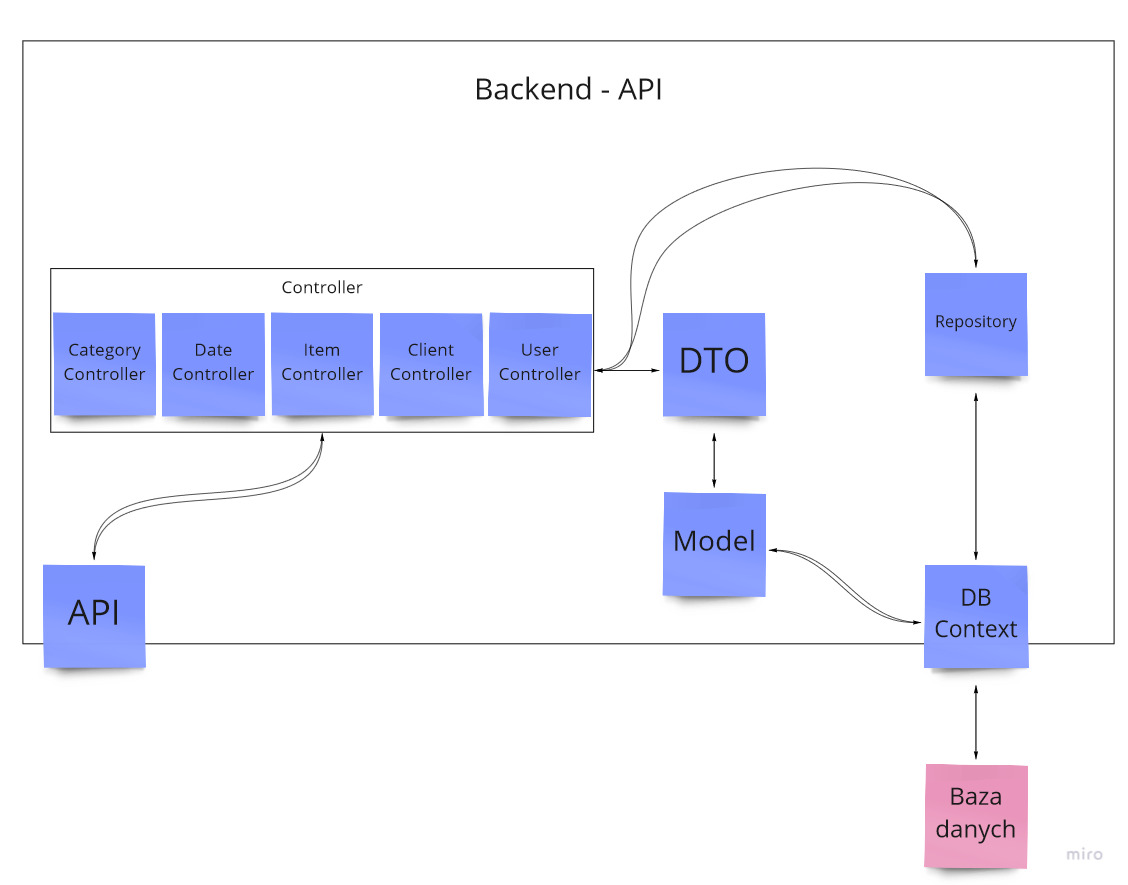 Backend - API
Controller
Category
Controller
Date
Controller
Item
Controller
Client
Controller
User
Controller
DTO
Repository
Model
API
DB
Context
Baza
danych
miro